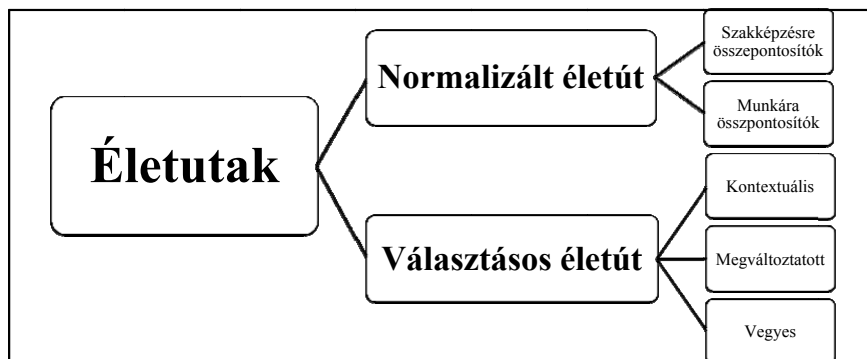 Életutak
Normalizált életút
Szakképzésre
összepontosítók
Munkára
összpontosítók
Választásos életút
Kontextuális
Megváltoztatott
Vegyes